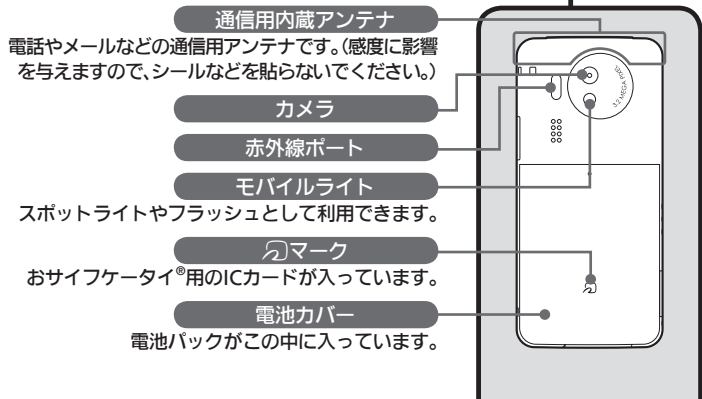 通信用内蔵アンテナ
電話やメールなどの通信用アンテナです。(感度に影響
を与えますので、シールなどを貼らないでください。)
カメラ
3.2 MEGA PIXEL
赤外線ポート
モバイルライト
スポットライトやフラッシュとして利用できます。
マーク
おサイフケータイ®用のICカードが入っています。
電池カバー
電池パックがこの中に入っています。